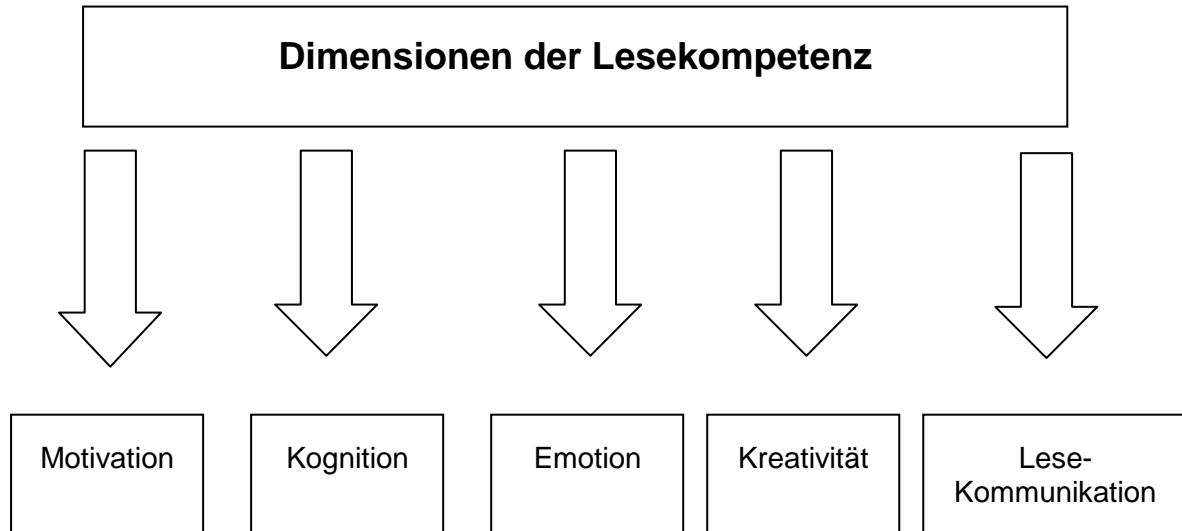 Dimensionen der Lesekompetenz
Motivation
Kognition
Emotion
Kreativität
Lese-
Kommunikation